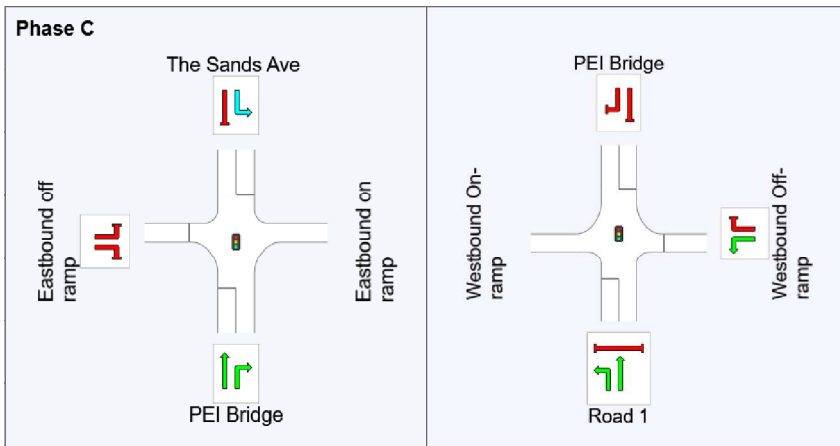 Phase C
The Sands Ave
Eastbound off
ramp
Eastbound on
ramp
PEI Bridge
PEI Bridge
Westbound On-
ramp
Westbound Off-
ramp
Road 1